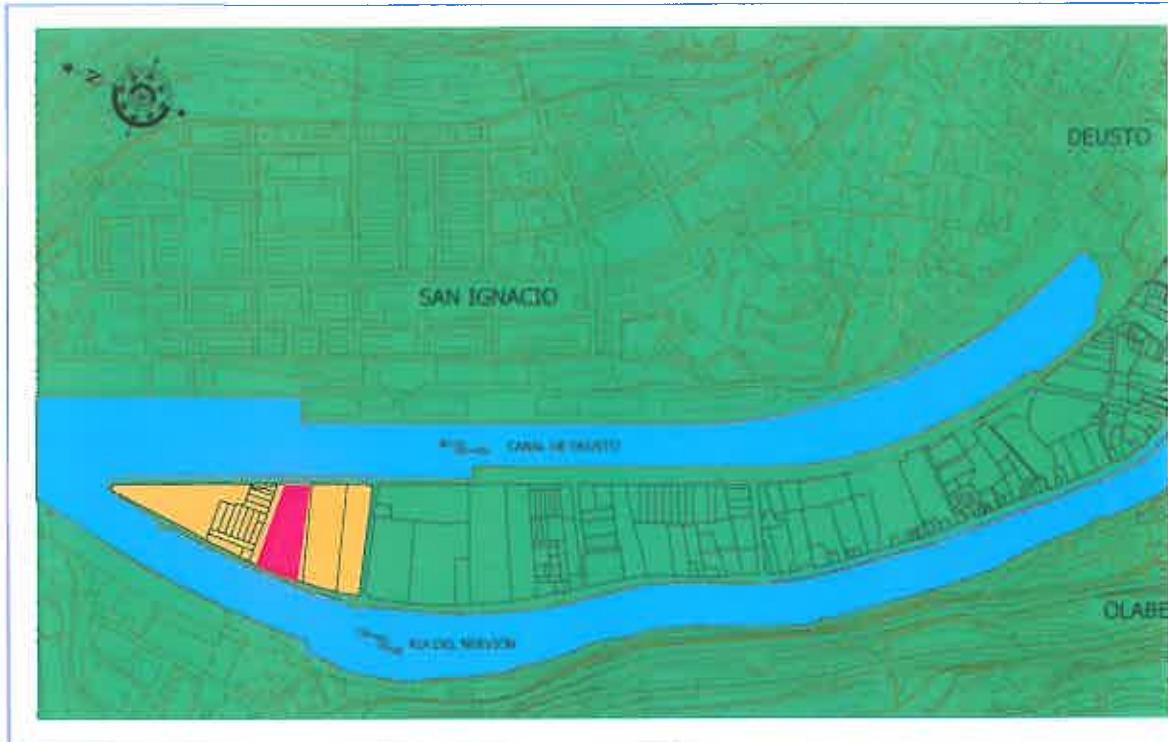 N
DEUSTO
SAN IGNACIO
CANAL DE DEUSTO
OLABE
RIA DEL NERVION